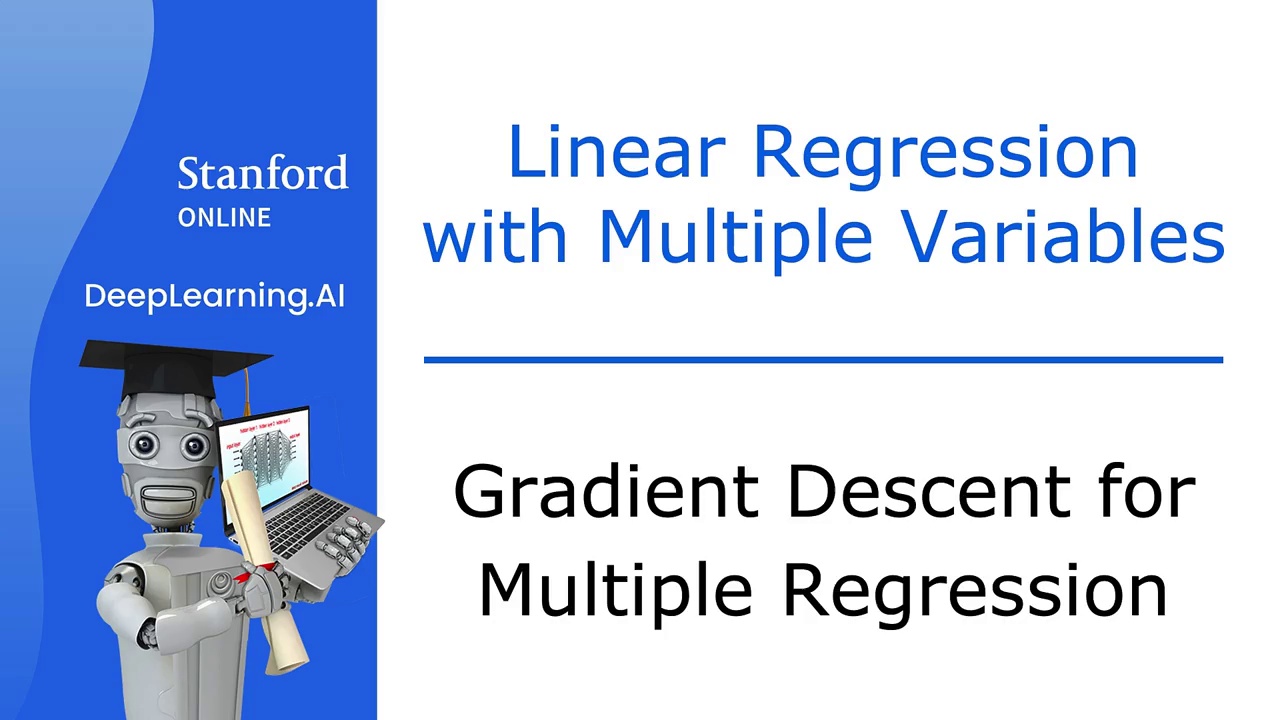 Stanford
ONLINE
DeepLearning.AI
Linear Regression
with Multiple Variables
Gradient Descent for
Multiple Regression